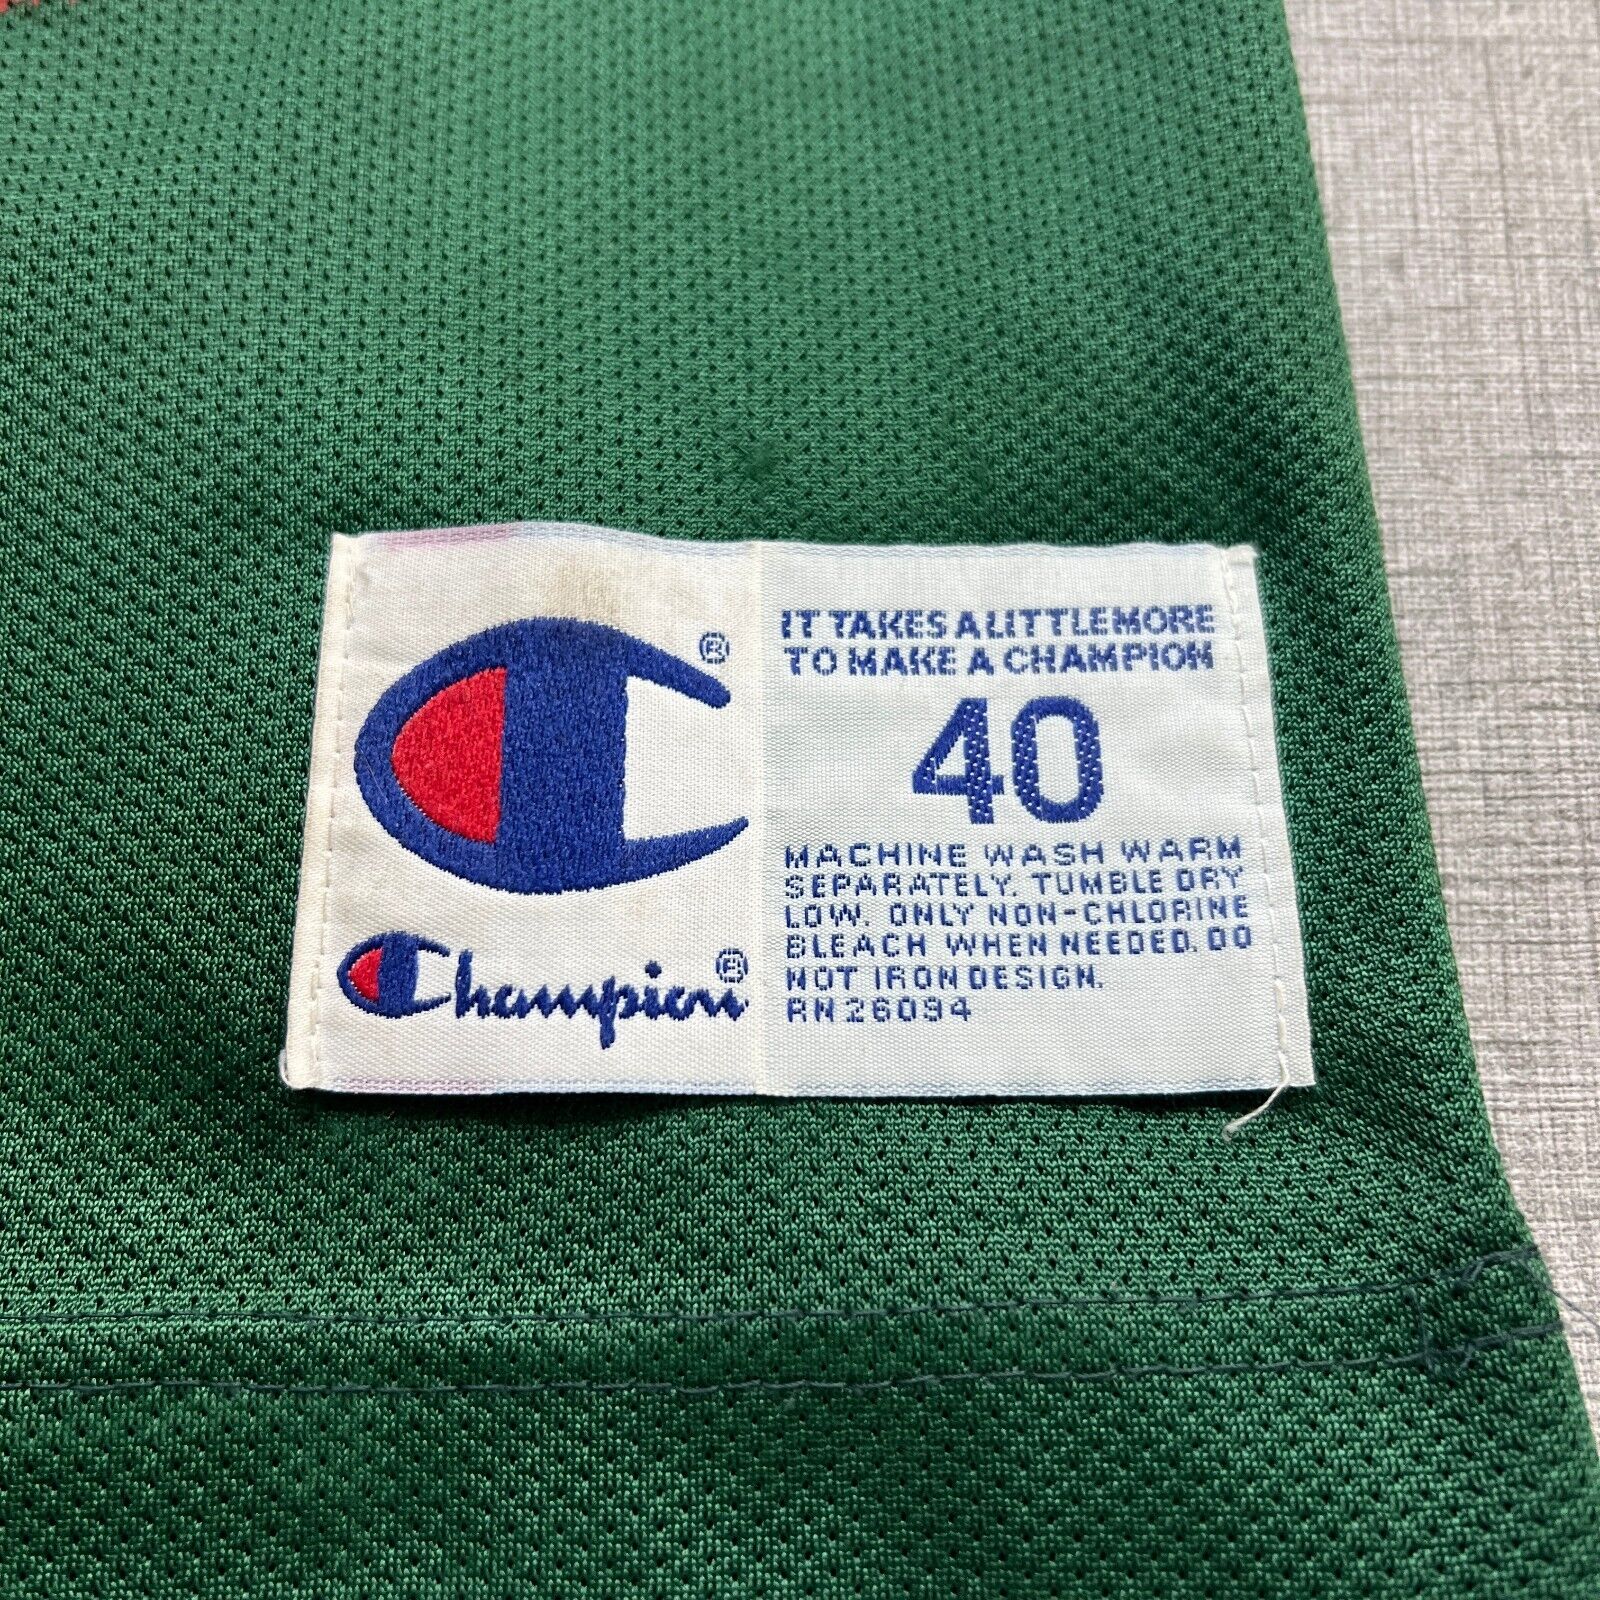 ®
Champion®
IT TAKES A LITTLE MORE
TO MAKE A CHAMPION
40
MACHINE WASH WARM
SEPARATELY. TUMBLE DRY
LOW. ONLY NON-CHLORINE
BLEACH WHEN NEEDED. DO
NOT IRON DESIGN.
RN 26094